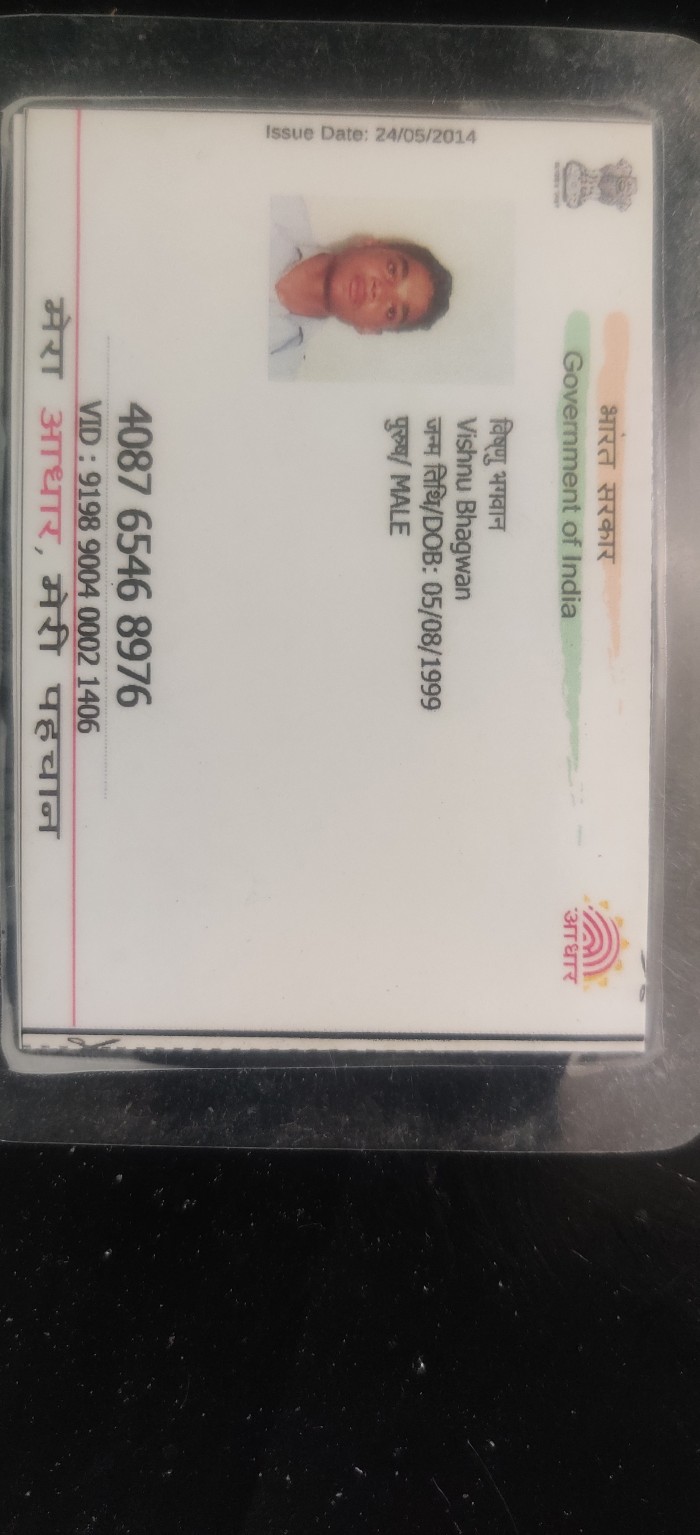 भारत सरकार
Government of India
आधार
Issue Date: 24/05/2014
विष्णु भगवान
Vishnu Bhagwan
जन्म तिथि/DOB: 05/08/1999
पुरुष/ MALE
4087 6546 8976
VID : 9198 9004 0002 1406
मेरा आधार, मेरी पहचान